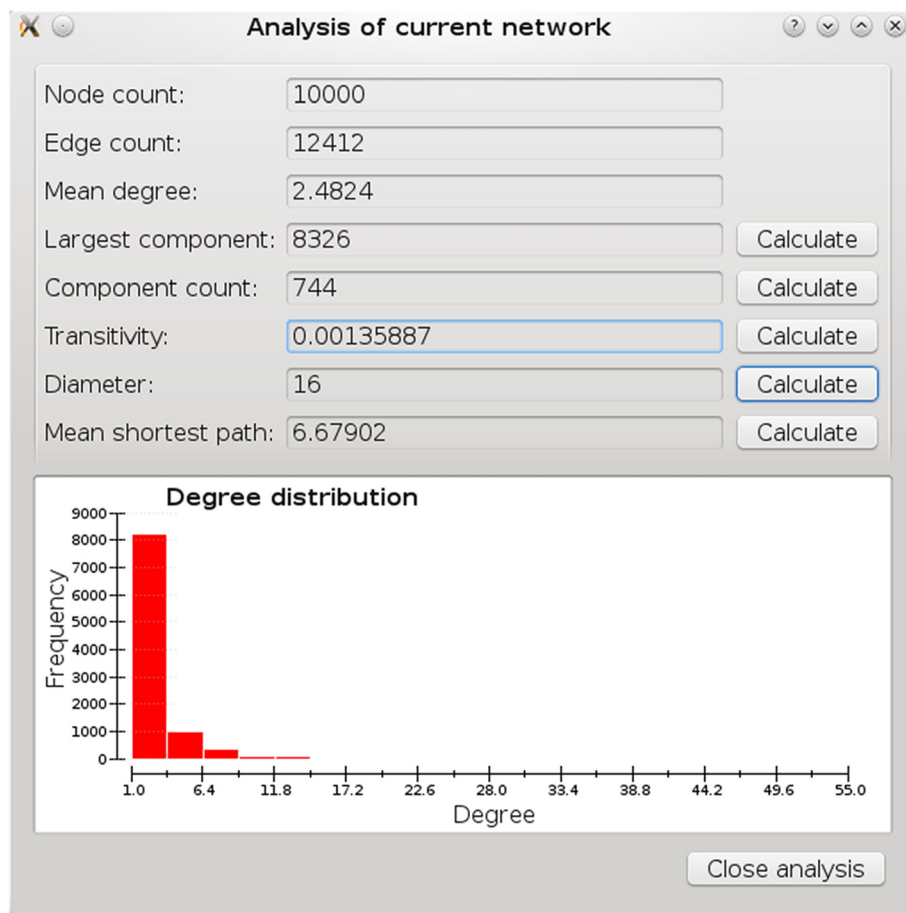 Analysis of current network
Node count: 10000
Edge count: 12412
Mean degree: 2.4824
Largest component: 8326 Calculate
Component count: 744 Calculate
Transitivity: 0.00135887 Calculate
Diameter: 16 Calculate
Mean shortest path: 6.67902 Calculate
Degree distribution
9000
8000
7000
6000
5000
4000
3000
2000
1000
0
Frequency
1.0 6.4 11.8 17.2 22.6 28.0 33.4 38.8 44.2 49.6 55.0
Degree
Close analysis